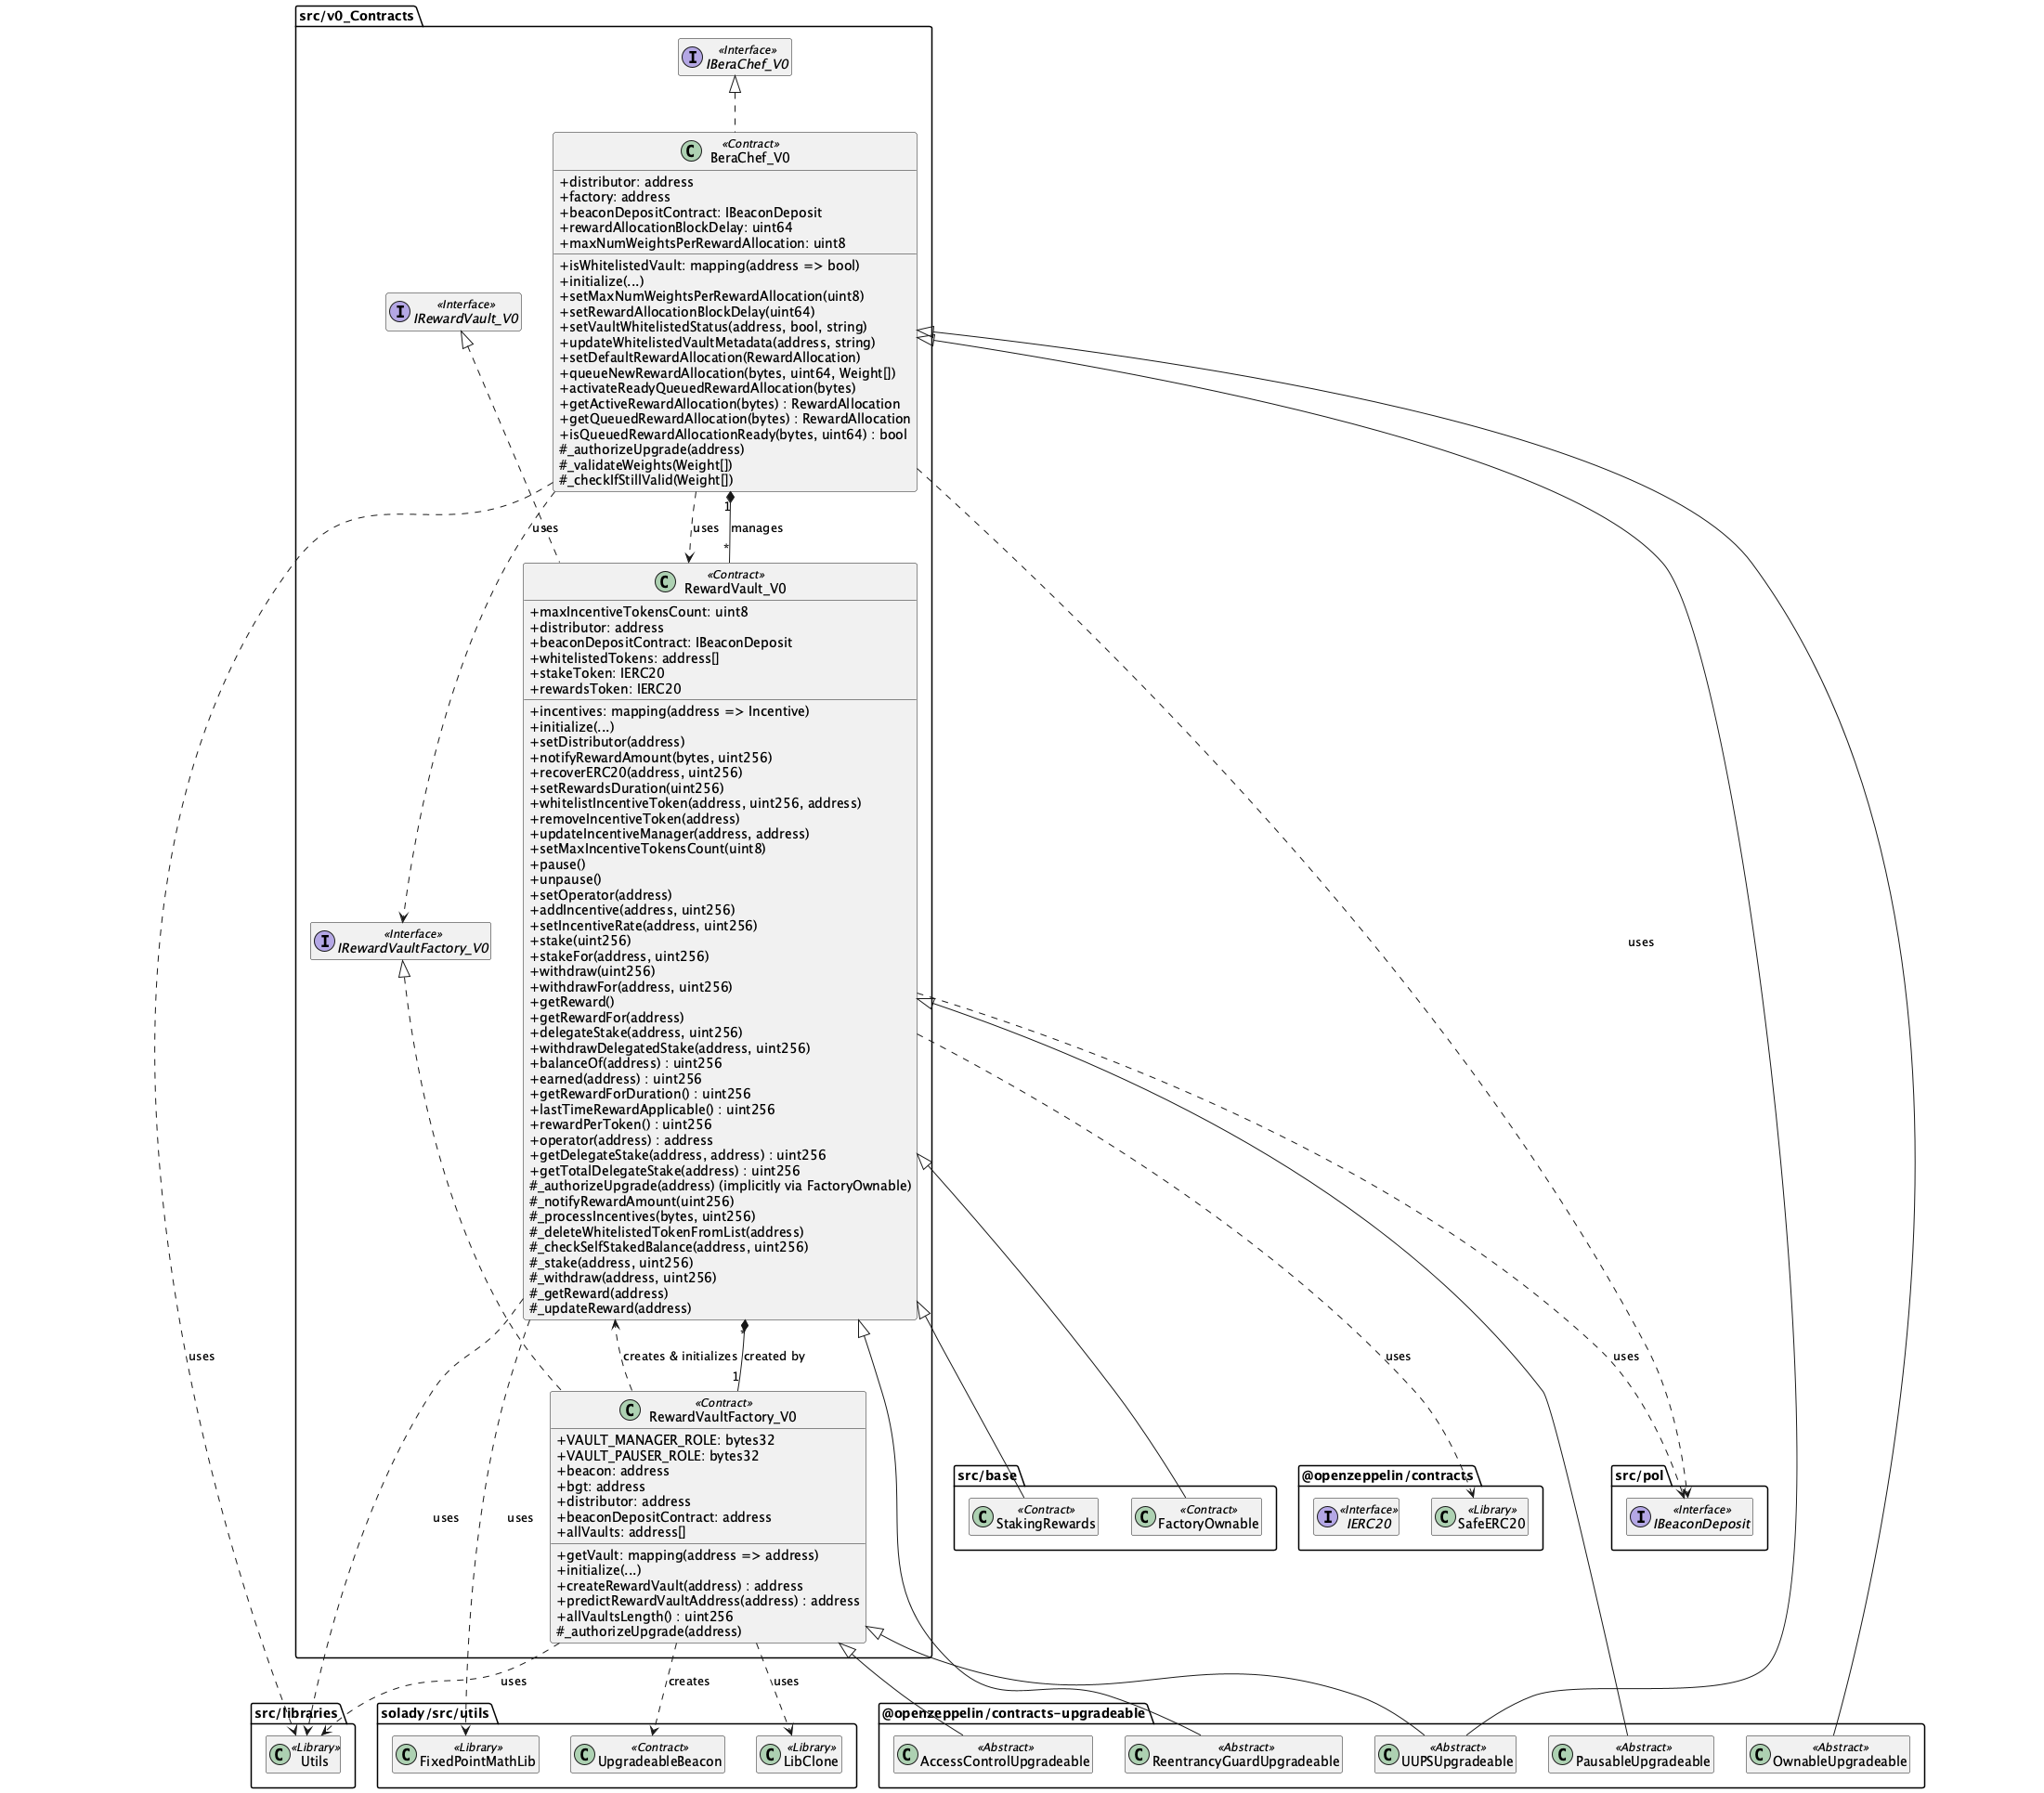 src/v0_Contracts
«Interface»
IBeraChef_V0
«Contract»
BeraChef_V0
+distributor: address
+factory: address
+beaconDepositContract: IBeaconDeposit
+rewardAllocationBlockDelay: uint64
+maxNumWeightsPerRewardAllocation: uint8
+isWhitelistedVault: mapping(address => bool)
+initialize(...)
+setMaxNumWeightsPerRewardAllocation(uint8)
+setRewardAllocationBlockDelay(uint64)
+setVaultWhitelistedStatus(address, bool, string)
+updateWhitelistedVaultMetadata(address, string)
+setDefaultRewardAllocation(RewardAllocation)
+queueNewRewardAllocation(bytes, uint64, Weight[])
+activateReadyQueuedRewardAllocation(bytes)
+getActiveRewardAllocation(bytes) : RewardAllocation
+getQueuedRewardAllocation(bytes) : RewardAllocation
+isQueuedRewardAllocationReady(bytes, uint64) : bool
#_authorizeUpgrade(address)
#_validateWeights(Weight[])
#_checkIfStillValid(Weight[])
«Interface»
IRewardVault_V0
1
uses
uses
manages
*
«Contract»
RewardVault_V0
+maxIncentiveTokensCount: uint8
+distributor: address
+beaconDepositContract: IBeaconDeposit
+whitelistedTokens: address[]
+stakeToken: IERC20
+rewardsToken: IERC20
+incentives: mapping(address => Incentive)
+initialize(...)
+setDistributor(address)
+notifyRewardAmount(bytes, uint256)
+recoverERC20(address, uint256)
+setRewardsDuration(uint256)
+whitelistIncentiveToken(address, uint256, address)
+removeIncentiveToken(address)
+updateIncentiveManager(address, address)
+setMaxIncentiveTokensCount(uint8)
+pause()
+unpause()
+setOperator(address)
+addIncentive(address, uint256)
+setIncentiveRate(address, uint256)
+stake(uint256)
+stakeFor(address, uint256)
+withdraw(uint256)
+withdrawFor(address, uint256)
+getReward()
+getRewardFor(address)
+delegateStake(address, uint256)
+withdrawDelegatedStake(address, uint256)
+balanceOf(address) : uint256
+earned(address) : uint256
+getRewardForDuration() : uint256
+lastTimeRewardApplicable() : uint256
+rewardPerToken() : uint256
+operator(address) : address
+getDelegateStake(address, address) : uint256
+getTotalDelegateStake(address) : uint256
#_authorizeUpgrade(address) (implicitly via FactoryOwnable)
#_notifyRewardAmount(uint256)
#_processIncentives(bytes, uint256)
#_deleteWhitelistedTokenFromList(address)
#_checkSelfStakedBalance(address, uint256)
#_stake(address, uint256)
#_withdraw(address, uint256)
#_getReward(address)
#_updateReward(address)
«Interface»
IRewardVaultFactory_V0
uses
uses
creates & initializes
created by
uses
uses
1
«Contract»
RewardVaultFactory_V0
+VAULT_MANAGER_ROLE: bytes32
+VAULT_PAUSER_ROLE: bytes32
+beacon: address
+bgt: address
+distributor: address
+beaconDepositContract: address
+allVaults: address[]
+getVault: mapping(address => address)
+initialize(...)
+createRewardVault(address) : address
+predictRewardVaultAddress(address) : address
+allVaultsLength() : uint256
#_authorizeUpgrade(address)
uses
uses
src/base
«Contract»
StakingRewards
«Contract»
FactoryOwnable
@openzeppelin/contracts
«Interface»
IERC20
«Library»
SafeERC20
src/pol
«Interface»
IBeaconDeposit
uses
creates
uses
src/libraries
«Library»
Utils
solady/src/utils
«Library»
FixedPointMathLib
«Contract»
UpgradeableBeacon
«Library»
LibClone
@openzeppelin/contracts-upgradeable
«Abstract»
AccessControlUpgradeable
«Abstract»
ReentrancyGuardUpgradeable
«Abstract»
UUPSUpgradeable
«Abstract»
PausableUpgradeable
«Abstract»
OwnableUpgradeable